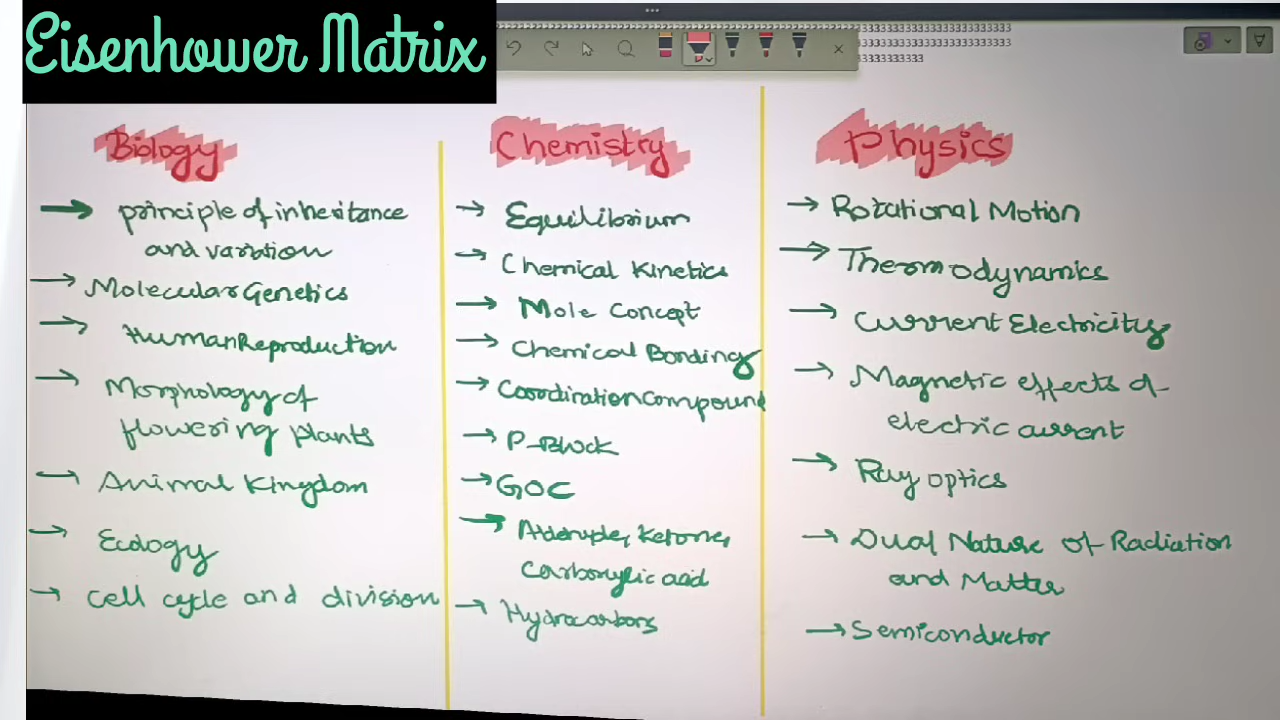 Eisenhower Matrix
33333333333333333333333333
33333333333
Biology
principle of inheritance
and variation
Molecular Genetics
Human Reproduction
Morphology of
flowering plants
Animal Kingdom
Ecology
cell cycle and division
Chemistry
Equilibrium
Chemical Kinetics
Mole Concept
Chemical Bonding
Coordination compound
P-Block
GOC
carboxylic acid
Hydrocarbons
Physics
Rotational Motion
Thermodynamics
Current Electricity
Magnetic effects of
electric current
Ray optics
Dual Nature of Radiation
and Matter
Semiconductor